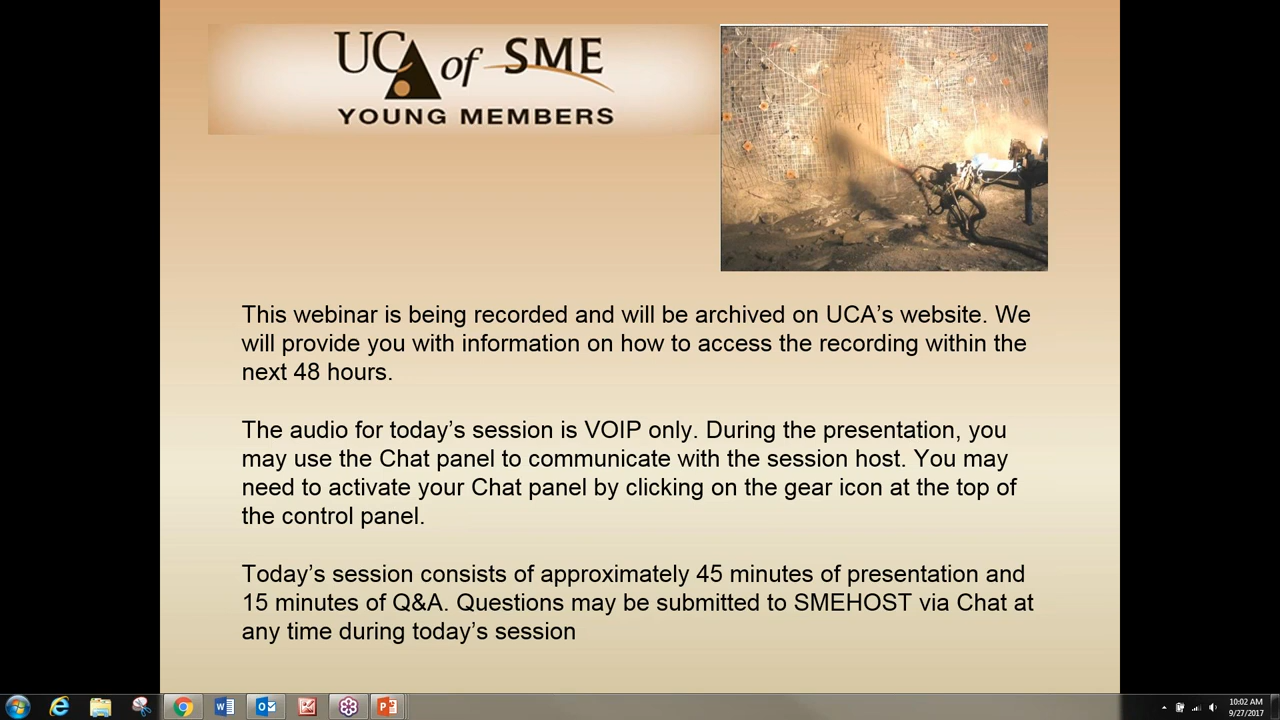 UCA of SME
YOUNG MEMBERS
This webinar is being recorded and will be archived on UCA’s website. We
will provide you with information on how to access the recording within the
next 48 hours.
The audio for today’s session is VOIP only. During the presentation, you
may use the Chat panel to communicate with the session host. You may
need to activate your Chat panel by clicking on the gear icon at the top of
the control panel.
Today’s session consists of approximately 45 minutes of presentation and
15 minutes of Q&A. Questions may be submitted to SMEHOST via Chat at
any time during today’s session
10:02 AM
9/27/2017